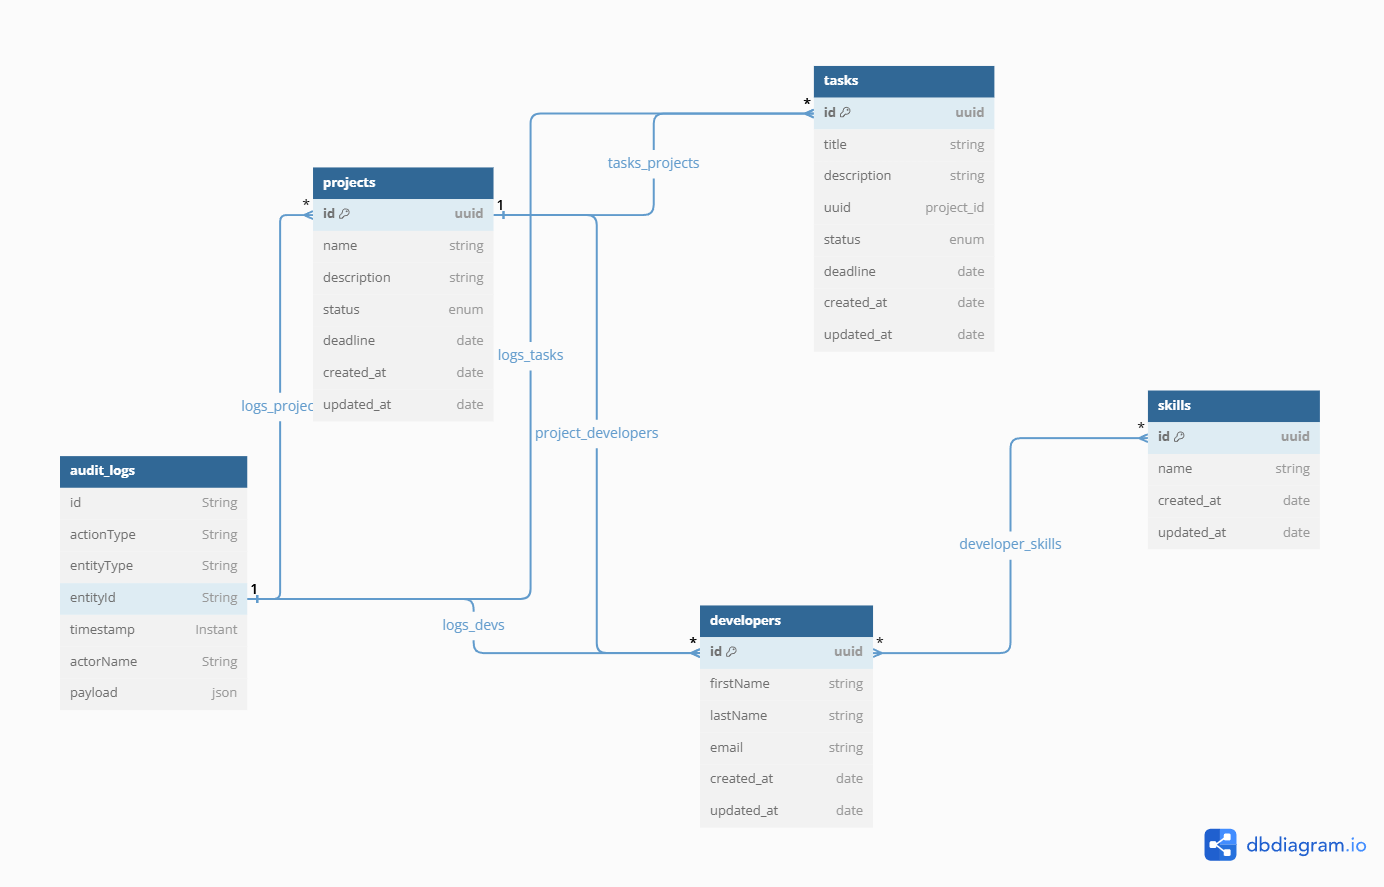 tasks
* id uuid
title string
description string
uuid project_id
status enum
deadline date
created_at date
updated_at date
tasks_projects
projects
* id uuid 1
name string
description string
status enum
deadline date
created_at date
updated_at date
logs_tasks
logs_projec
project_developers
skills
* id uuid
name string
created_at date
updated_at date
developer_skills
audit_logs
id String
actionType String
entityType String
entityId String 1
timestamp Instant
actorName String
payload json
logs_devs
developers
* id uuid *
firstName string
lastName string
email string
created_at date
updated_at date
dbdiagram.io